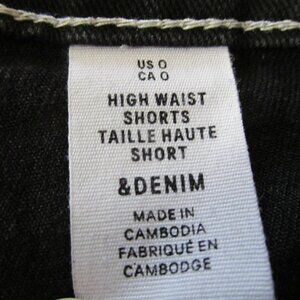 US 0
CA 0
HIGH WAIST
SHORTS
TAILLE HAUTE
SHORT
&DENIM
MADE IN
CAMBODIA
FABRIQUÉ EN
CAMBODGE